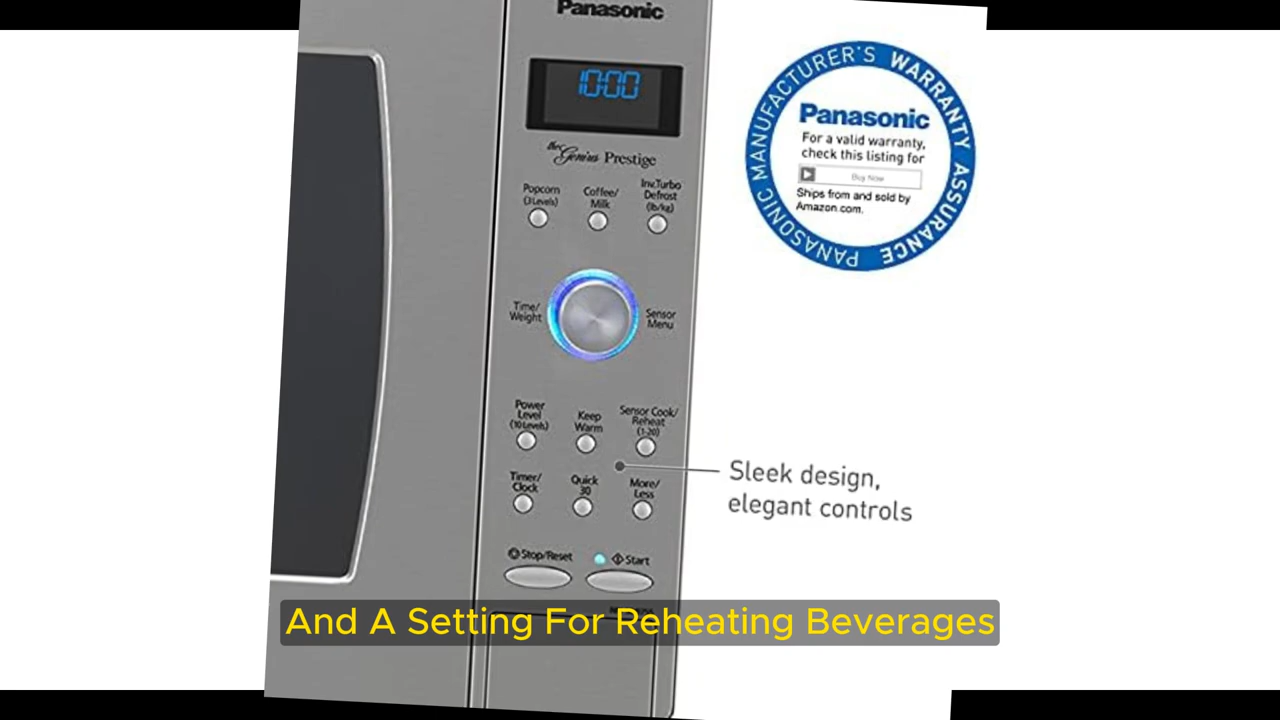 Panasonic
10:00
the Genius Prestige
Popcorn
(3 Levels)
Coffee/
Milk
Inv.Turbo
Defrost
(lb/kg)
Time/
Weight
Sensor
Menu
Power
Level
(10 Levels)
Keep
Warm
Sensor Cook/
Reheat
(1-20)
Timer/
Clock
Quick
30
More/
Less
Stop/Reset
Start
PANASONIC MANUFACTURER'S WARRANTY ASSURANCE
Panasonic
For a valid warranty,
check this listing for
Buy Now
Ships from and sold by
Amazon.com.
Sleek design,
elegant controls
And A Setting For Reheating Beverages